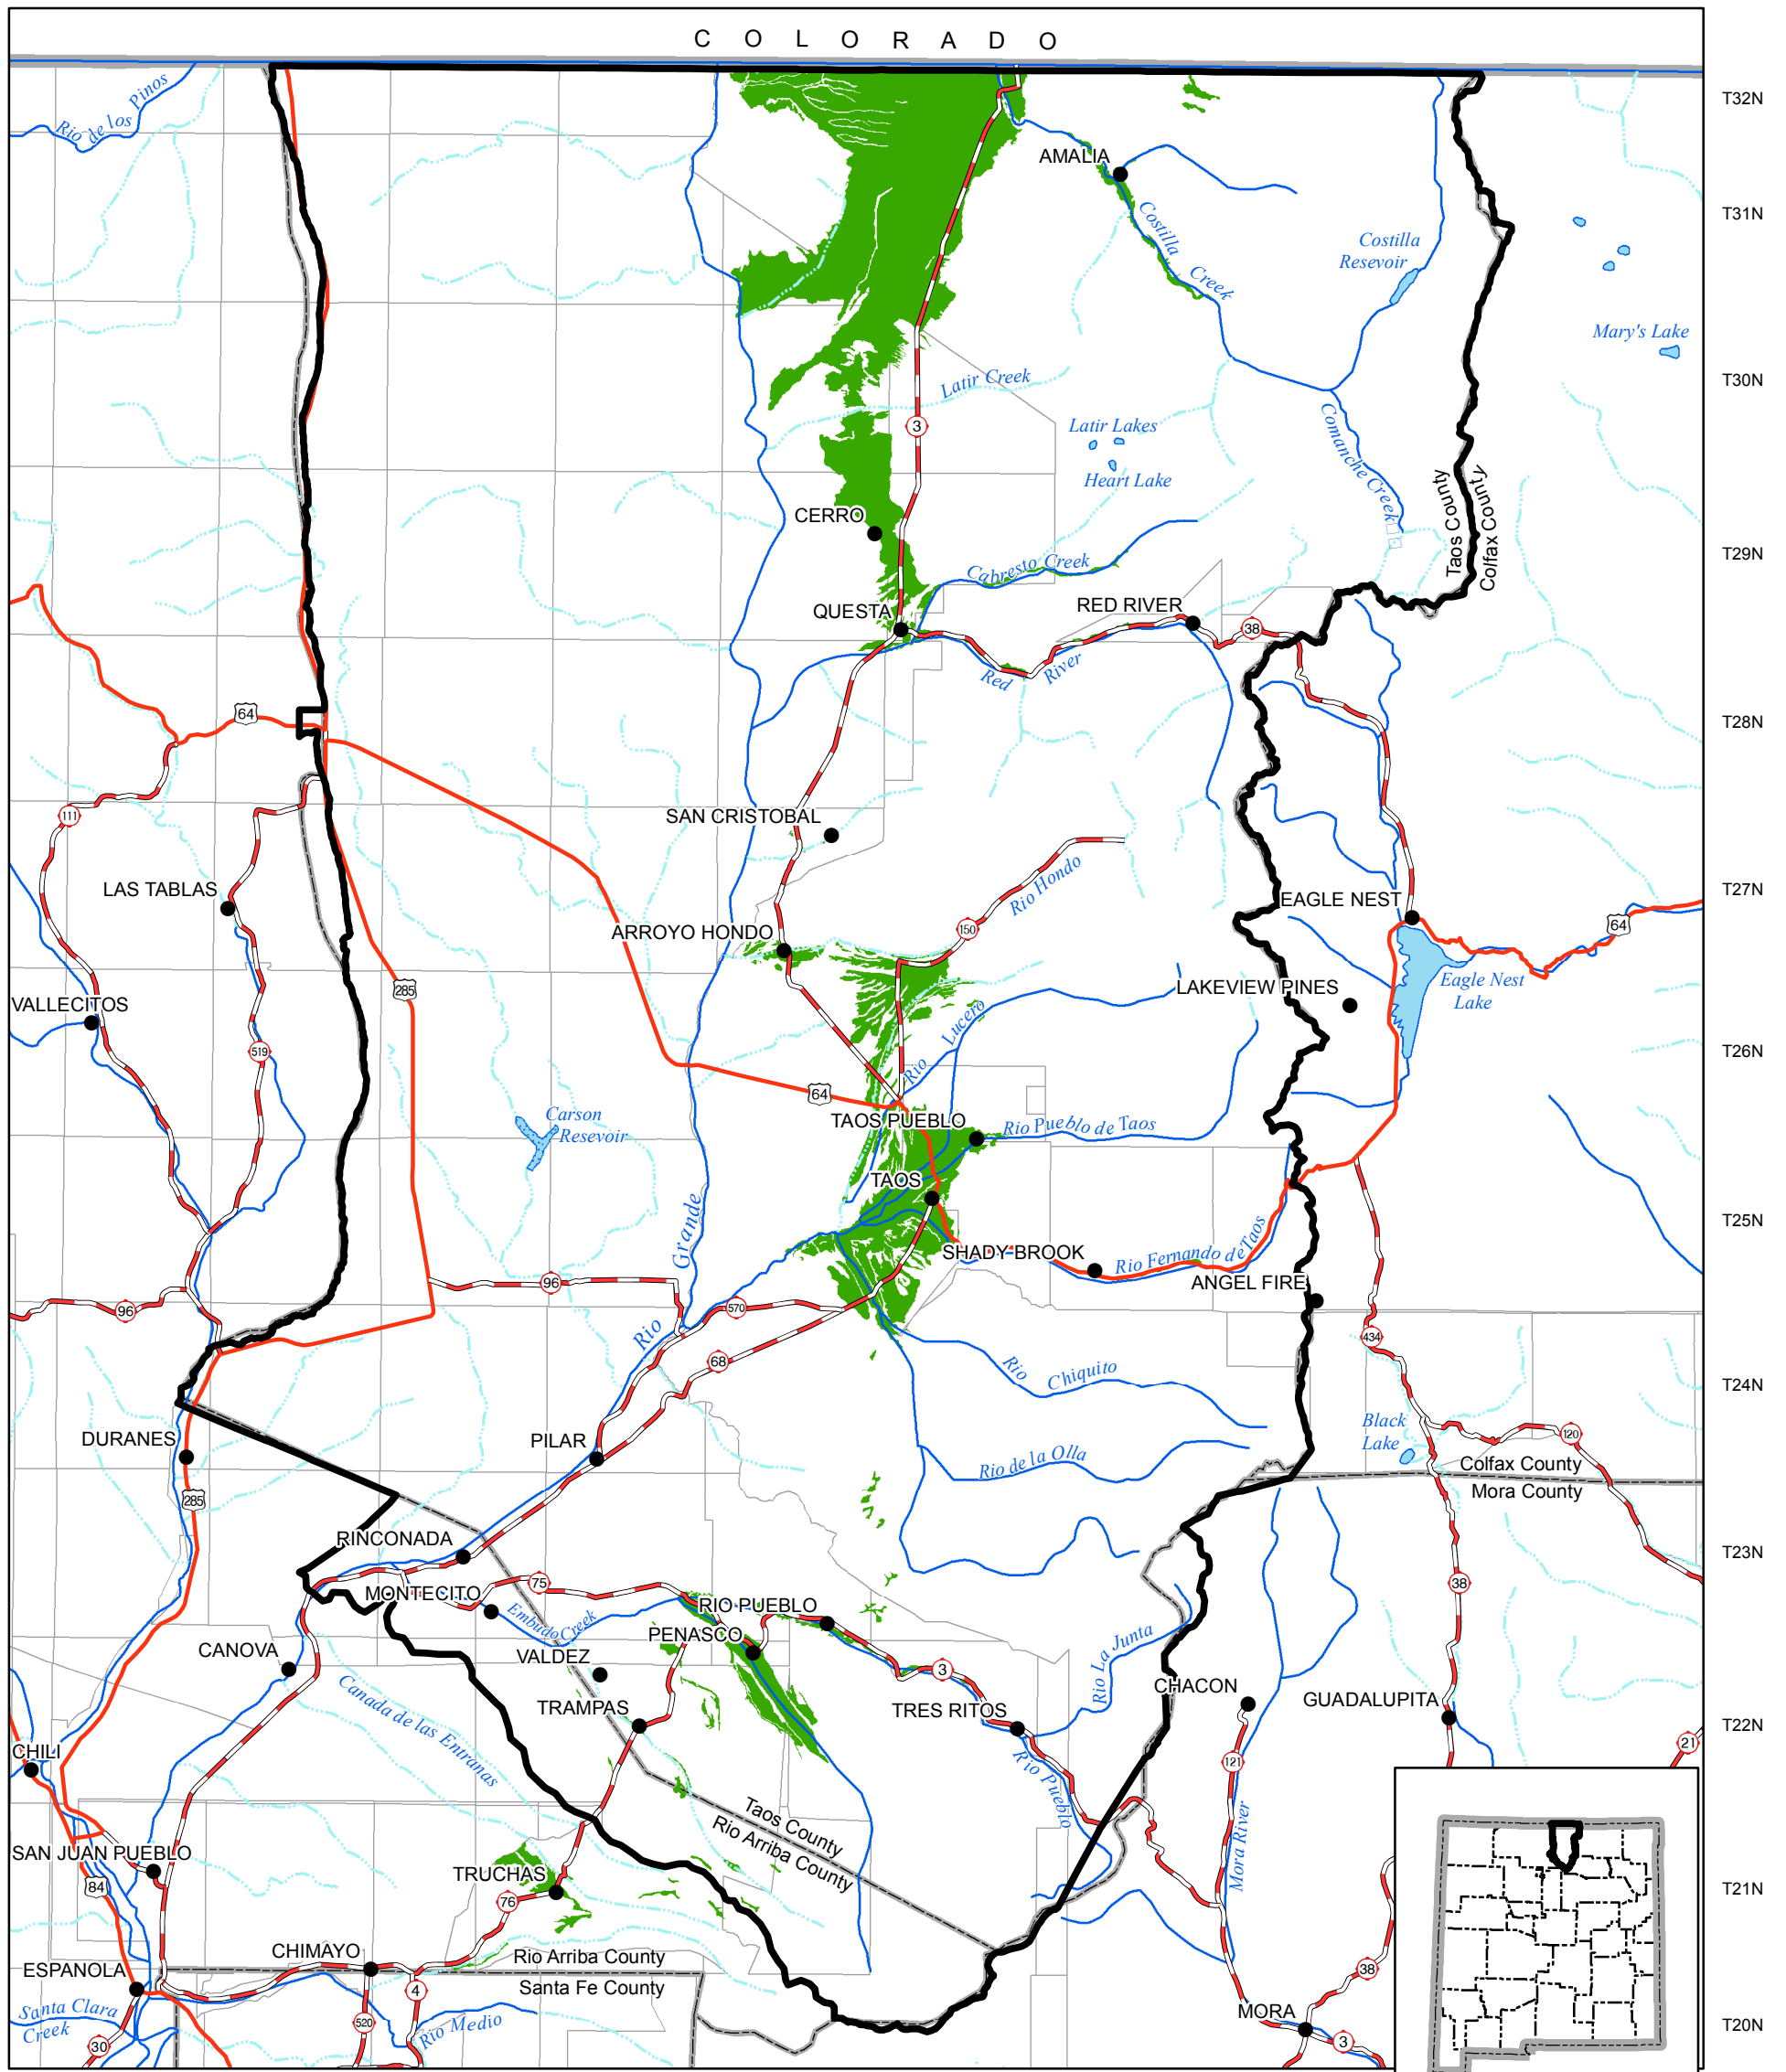 C O L O R A D O
Rio de los Pinos
T32N
AMALIA
T31N
Costilla Creek
Costilla
Resevoir
Mary's Lake
Latir Creek
T30N
3
Latir Lakes
Heart Lake
Comanche Creek
Taos County
Colfax County
CERRO
T29N
Cabresto Creek
QUESTA
RED RIVER
38
Red River
64
T28N
111
SAN CRISTOBAL
LAS TABLAS
Rio Hondo
T27N
EAGLE NEST
ARROYO HONDO
150
64
285
LAKEVIEW PINES
Eagle Nest
Lake
VALLECITOS
Rio Lucero
519
T26N
64
Carson
Resevoir
TAOS PUEBLO
Rio Pueblo de Taos
TAOS
T25N
Rio Grande
SHADY BROOK
Rio Fernando de Taos
96
ANGEL FIRE
96
570
434
68
Rio Chiquito
T24N
Black
Lake
120
DURANES
PILAR
Rio de la Olla
Colfax County
Mora County
285
RINCONADA
T23N
75
38
MONTECITO
Embudo Creek
RIO PUEBLO
PENASCO
Rio La Junta
CANOVA
VALDEZ
3
CHACON
Canada de las Entranas
TRAMPAS
TRES RITOS
GUADALUPITA
T22N
CHILI
Rio Pueblo
121
21
Taos County
Rio Arriba County
Mora River
SAN JUAN PUEBLO
TRUCHAS
84
76
T21N
CHIMAYO
Rio Arriba County
Santa Fe County
ESPANOLA
4
38
Santa Clara
Creek
520
Rio Medio
MORA
T20N
30
3